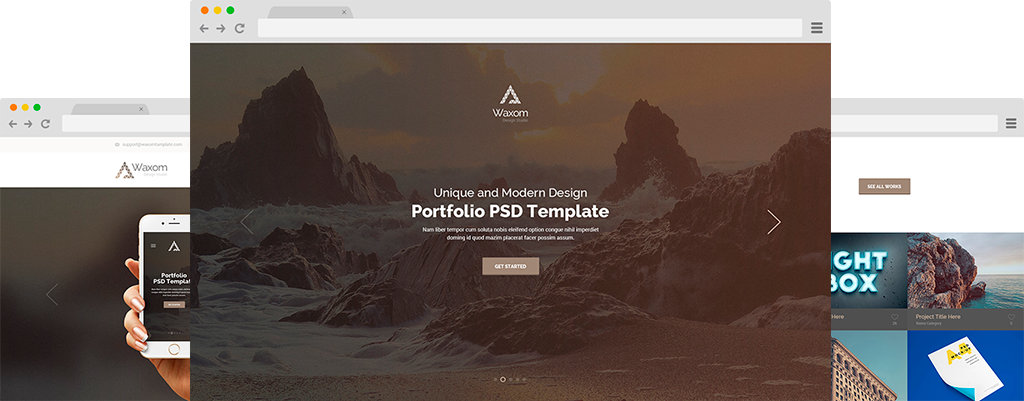 support@waxomtemplate.com
Waxom
Design Studio
Portfolio
PSD Template
Waxom
Design Studio
Unique and Modern Design
Portfolio PSD Template
Nam liber tempor cum soluta nobis eleifend option congue nihil imperdiet
doming id quod mazim placerat facer possim assum.
GET STARTED
SEE ALL WORKS
GHT
BOX
Here
Project Title Here